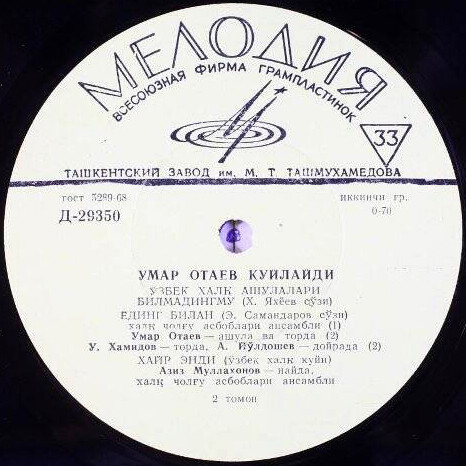 МЕЛОДИЯ
ВСЕСОЮЗНАЯ ФИРМА ГРАМПЛАСТИНОК
33
ТАШКЕНТСКИЙ ЗАВОД им. М. Т. ТАШМУХАМЕДОВА
гост 5289-68
иккинчи гр.
Д-29350
0-70
УМАР ОТАЕВ КУЙЛАЙДИ
ЎЗБЕК ХАЛҚ АШУЛАЛАРИ
БИЛМАДИНГМУ (Х. Яхёев сўзи)
ЕДИНГ БИЛАН (Э. Самандаров сўзи)
халқ чолғу асбоблари ансамбли (1)
Умар Отаев — ашула ва торда (2)
У. Хамидов — торда, А. Йўлдошев — дойрада (2)
ХАЙР ЭНДИ (ўзбек халқ куйи)
Азиз Муллахонов — найда,
халқ чолғу асбоблари ансамбли
2 томон